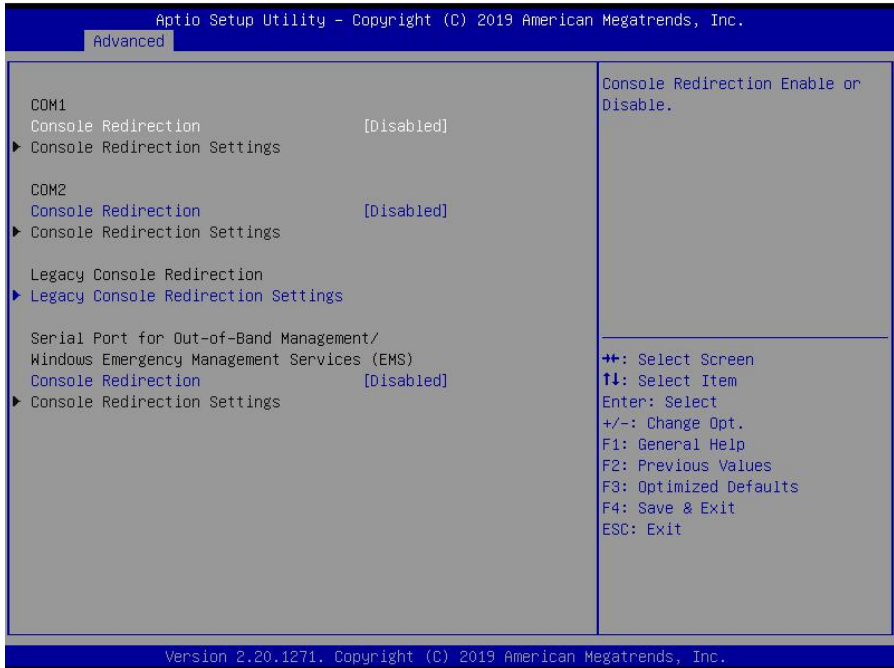 Aptio Setup Utility – Copyright (C) 2019 American Megatrends, Inc.
Advanced
COM1
Console Redirection [Disabled]
▶ Console Redirection Settings
COM2
Console Redirection [Disabled]
▶ Console Redirection Settings
Legacy Console Redirection
▶ Legacy Console Redirection Settings
Serial Port for Out-of-Band Management/
Windows Emergency Management Services (EMS)
Console Redirection [Disabled]
▶ Console Redirection Settings
Console Redirection Enable or
Disable.
→←: Select Screen
↑↓: Select Item
Enter: Select
+/-: Change Opt.
F1: General Help
F2: Previous Values
F3: Optimized Defaults
F4: Save & Exit
ESC: Exit
Version 2.20.1271. Copyright (C) 2019 American Megatrends, Inc.